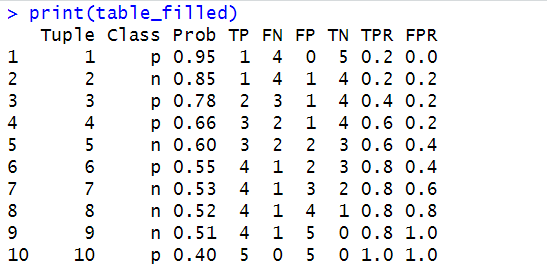 > print(table_filled)
   Tuple Class Prob TP FN FP TN TPR FPR
1      1     p 0.95  1  4  0  5 0.2 0.0
2      2     n 0.85  1  4  1  4 0.2 0.2
3      3     p 0.78  2  3  1  4 0.4 0.2
4      4     p 0.66  3  2  1  4 0.6 0.2
5      5     n 0.60  3  2  2  3 0.6 0.4
6      6     p 0.55  4  1  2  3 0.8 0.4
7      7     n 0.53  4  1  3  2 0.8 0.6
8      8     n 0.52  4  1  4  1 0.8 0.8
9      9     n 0.51  4  1  5  0 0.8 1.0
10    10     p 0.40  5  0  5  0 1.0 1.0